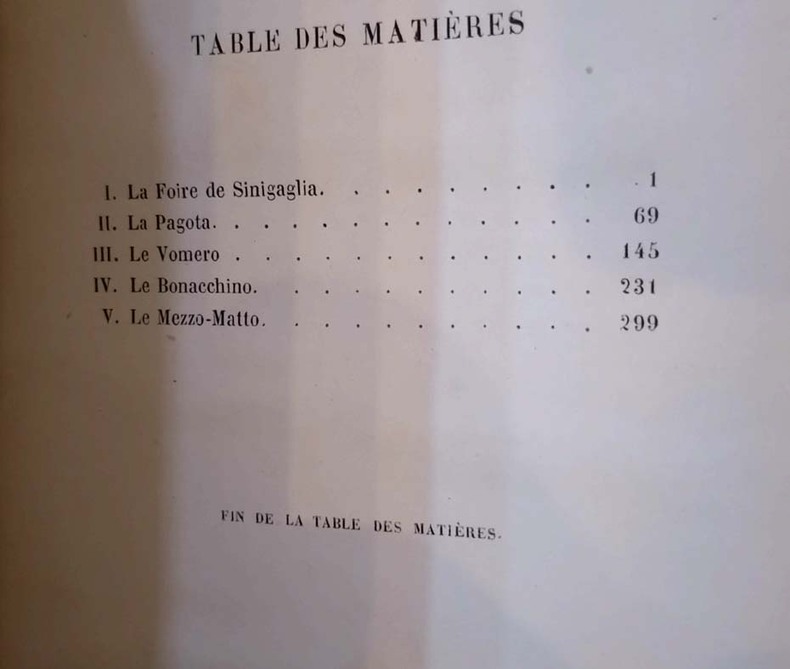 TABLE DES MATIÈRES
I. La Foire de Sinigaglia. . . . . . . . . 1
II. La Pagota. . . . . . . . . . . . . 69
III. Le Vomero . . . . . . . . . . . . 145
IV. Le Bonacchino. . . . . . . . . . . 231
V. Le Mezzo-Matto. . . . . . . . . . . 299
FIN DE LA TABLE DES MATIÈRES.